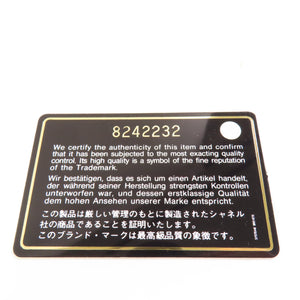 8242232
We certify the authenticity of this item and confirm
that it has been subjected to the most exacting quality
control. Its high quality is a symbol of the fine reputation
of the Trademark.
Wir bestätigen, dass es sich um einen Artikel handelt,
der während seiner Herstellung strengsten Kontrollen
unterworfen war, und dessen erstklassige Qualität
dem hohen Ansehen unserer Marke entspricht.
この製品は厳しい管理のもとに製造されたシャネル
社の商品であることを証明いたします。
このブランド・マークは最高級品質の象徴です。